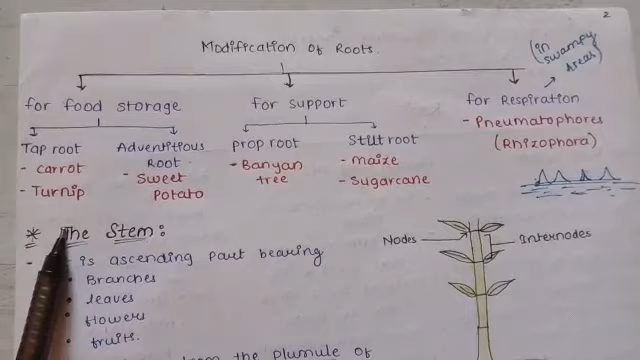 2
Modification of Roots.
(in swampy areas)
for food storage
for support
for Respiration
Tap root
- carrot
- Turnip
Adventitious Root
- Sweet Potato
prop root
- Banyan tree
Stilt root
- maize
- Sugarcane
- Pneumatophores
(Rhizophora)
* The Stem:
- is ascending part bearing
• Branches
• leaves
• flowers
• fruits.
Nodes
Internodes
the plumule of